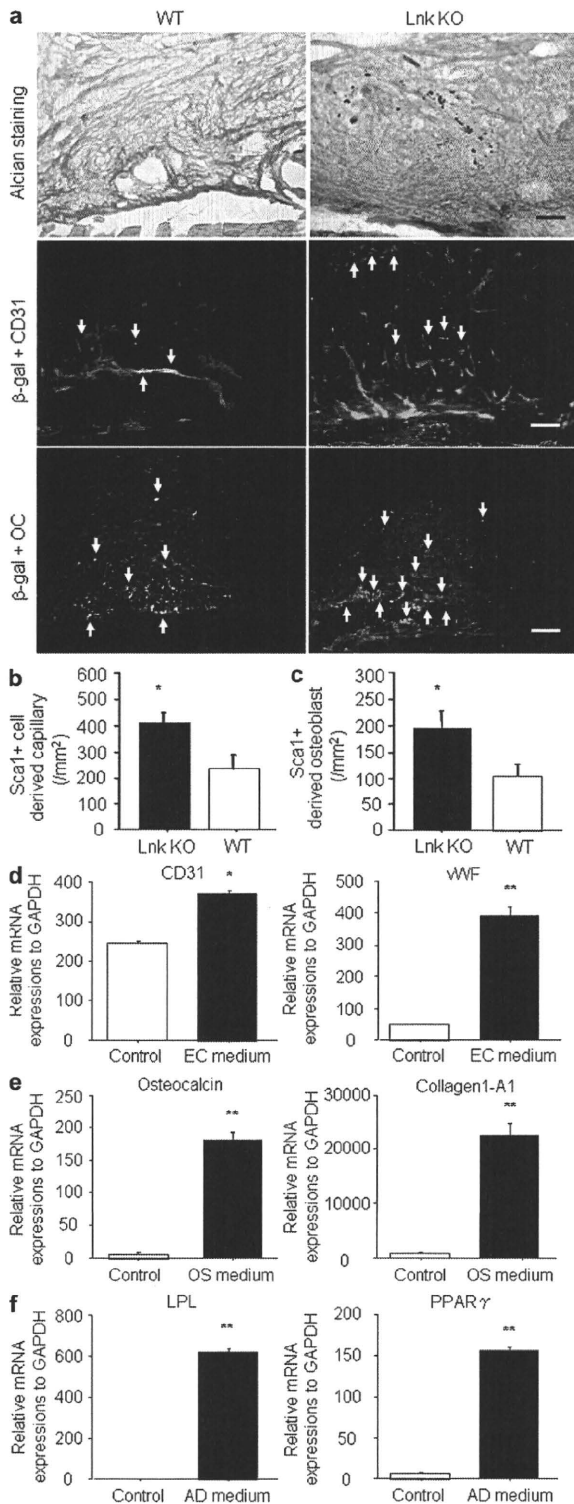 a
WT
Lnk KO
Alcian staining
β-gal + CD31
β-gal + OC
b
Sca1+ cell
derived capillary
(/mm²)
600
500
400
300
200
100
0
*
Lnk KO
WT
c
Sca1+
derived osteoblast
(/mm²)
250
200
150
100
50
0
*
Lnk KO
WT
d
CD31
Relative mRNA
expressions to GAPDH
400
300
200
100
0
*
Control
EC medium
vWF
Relative mRNA
expressions to GAPDH
500
400
300
200
100
0
**
Control
EC medium
e
Osteocalcin
Relative mRNA
expressions to GAPDH
250
200
150
100
50
0
**
Control
OS medium
Collagen1-A1
Relative mRNA
expressions to GAPDH
30000
20000
10000
0
**
Control
OS medium
f
LPL
Relative mRNA
expressions to GAPDH
800
600
400
200
0
**
Control
AD medium
PPARγ
Relative mRNA
expressions to GAPDH
200
150
100
50
0
**
Control
AD medium